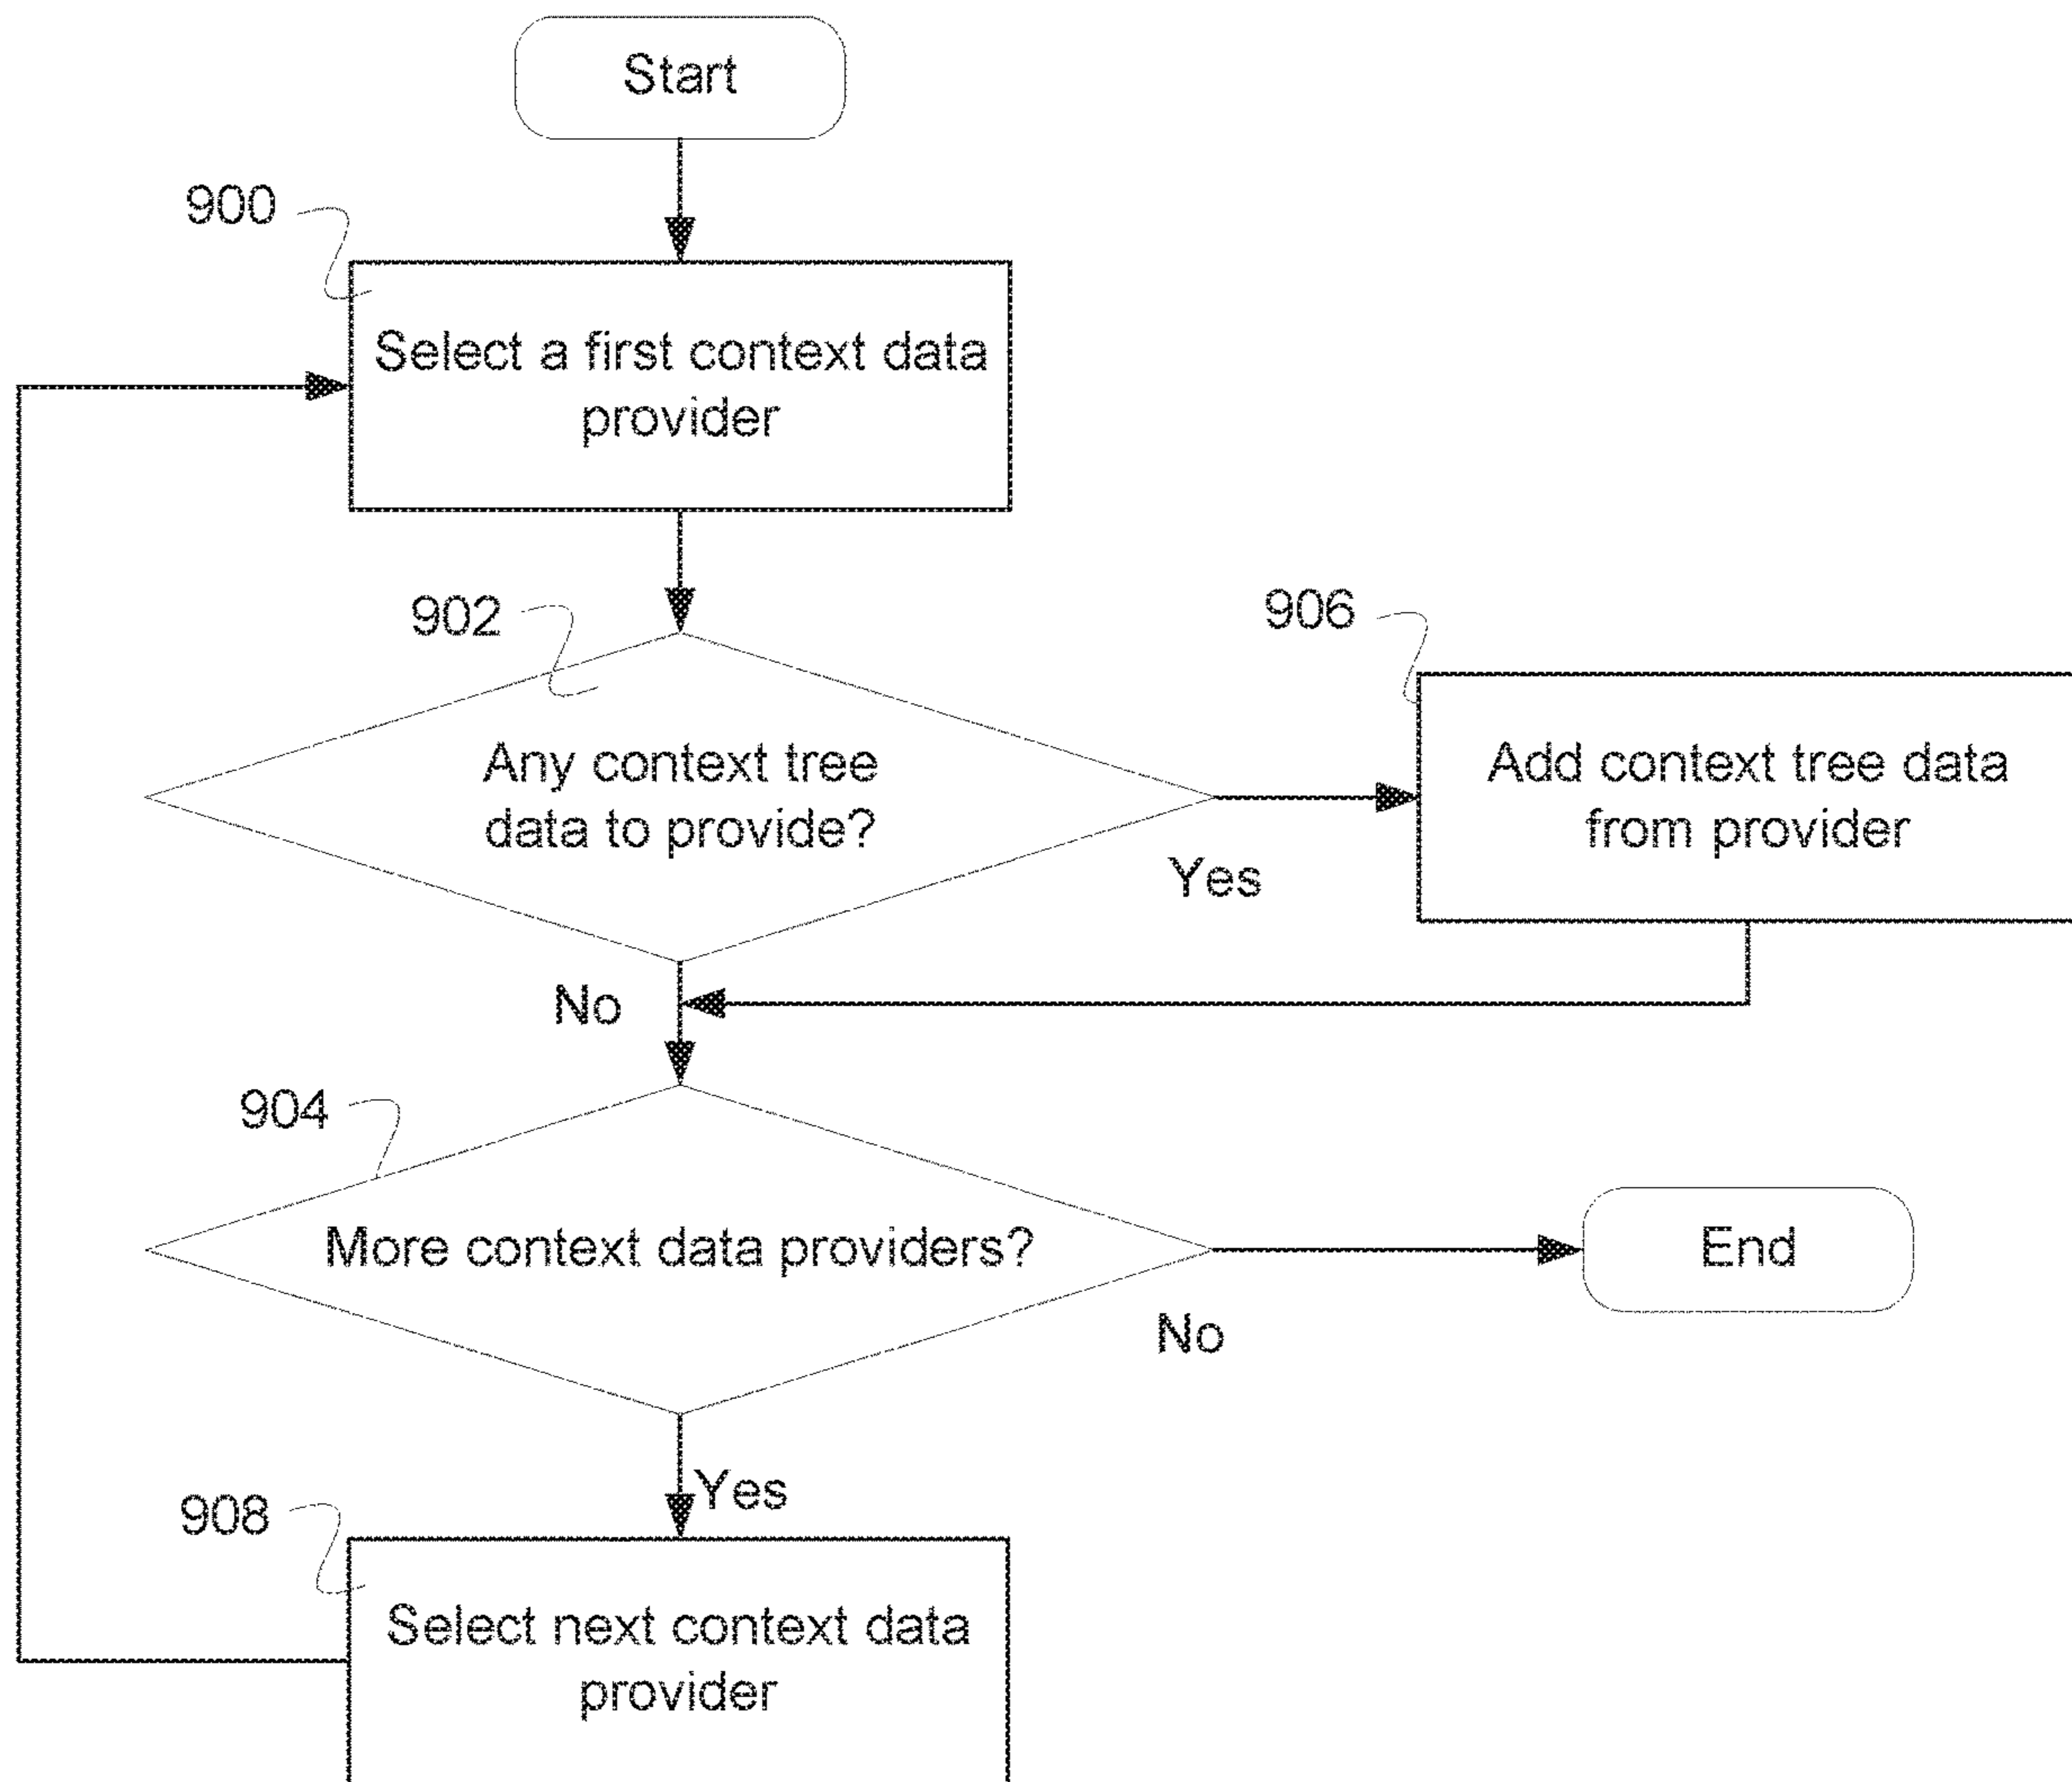 Start
900
Select a first context data
provider
902
Any context tree
data to provide?
Yes
906
Add context tree data
from provider
No
904
More context data providers?
No
End
Yes
908
Select next context data
provider